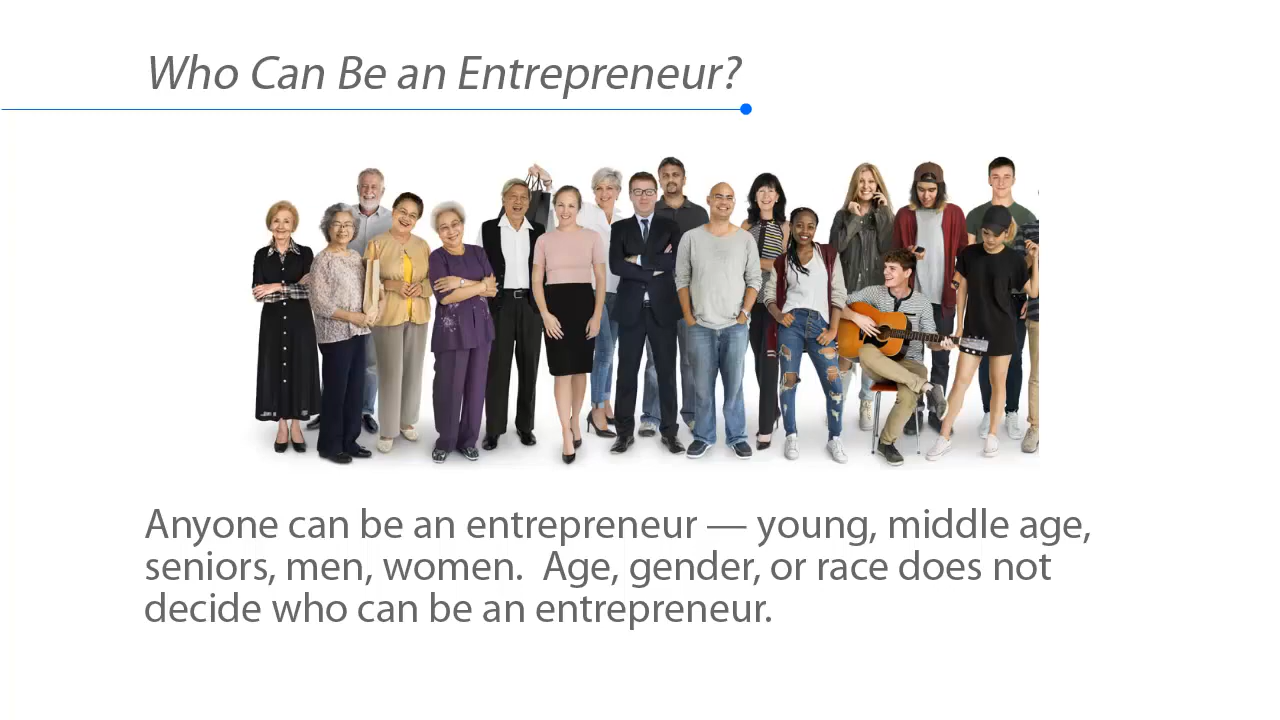 Who Can Be an Entrepreneur?
Anyone can be an entrepreneur — young, middle age,
seniors, men, women.  Age, gender, or race does not
decide who can be an entrepreneur.